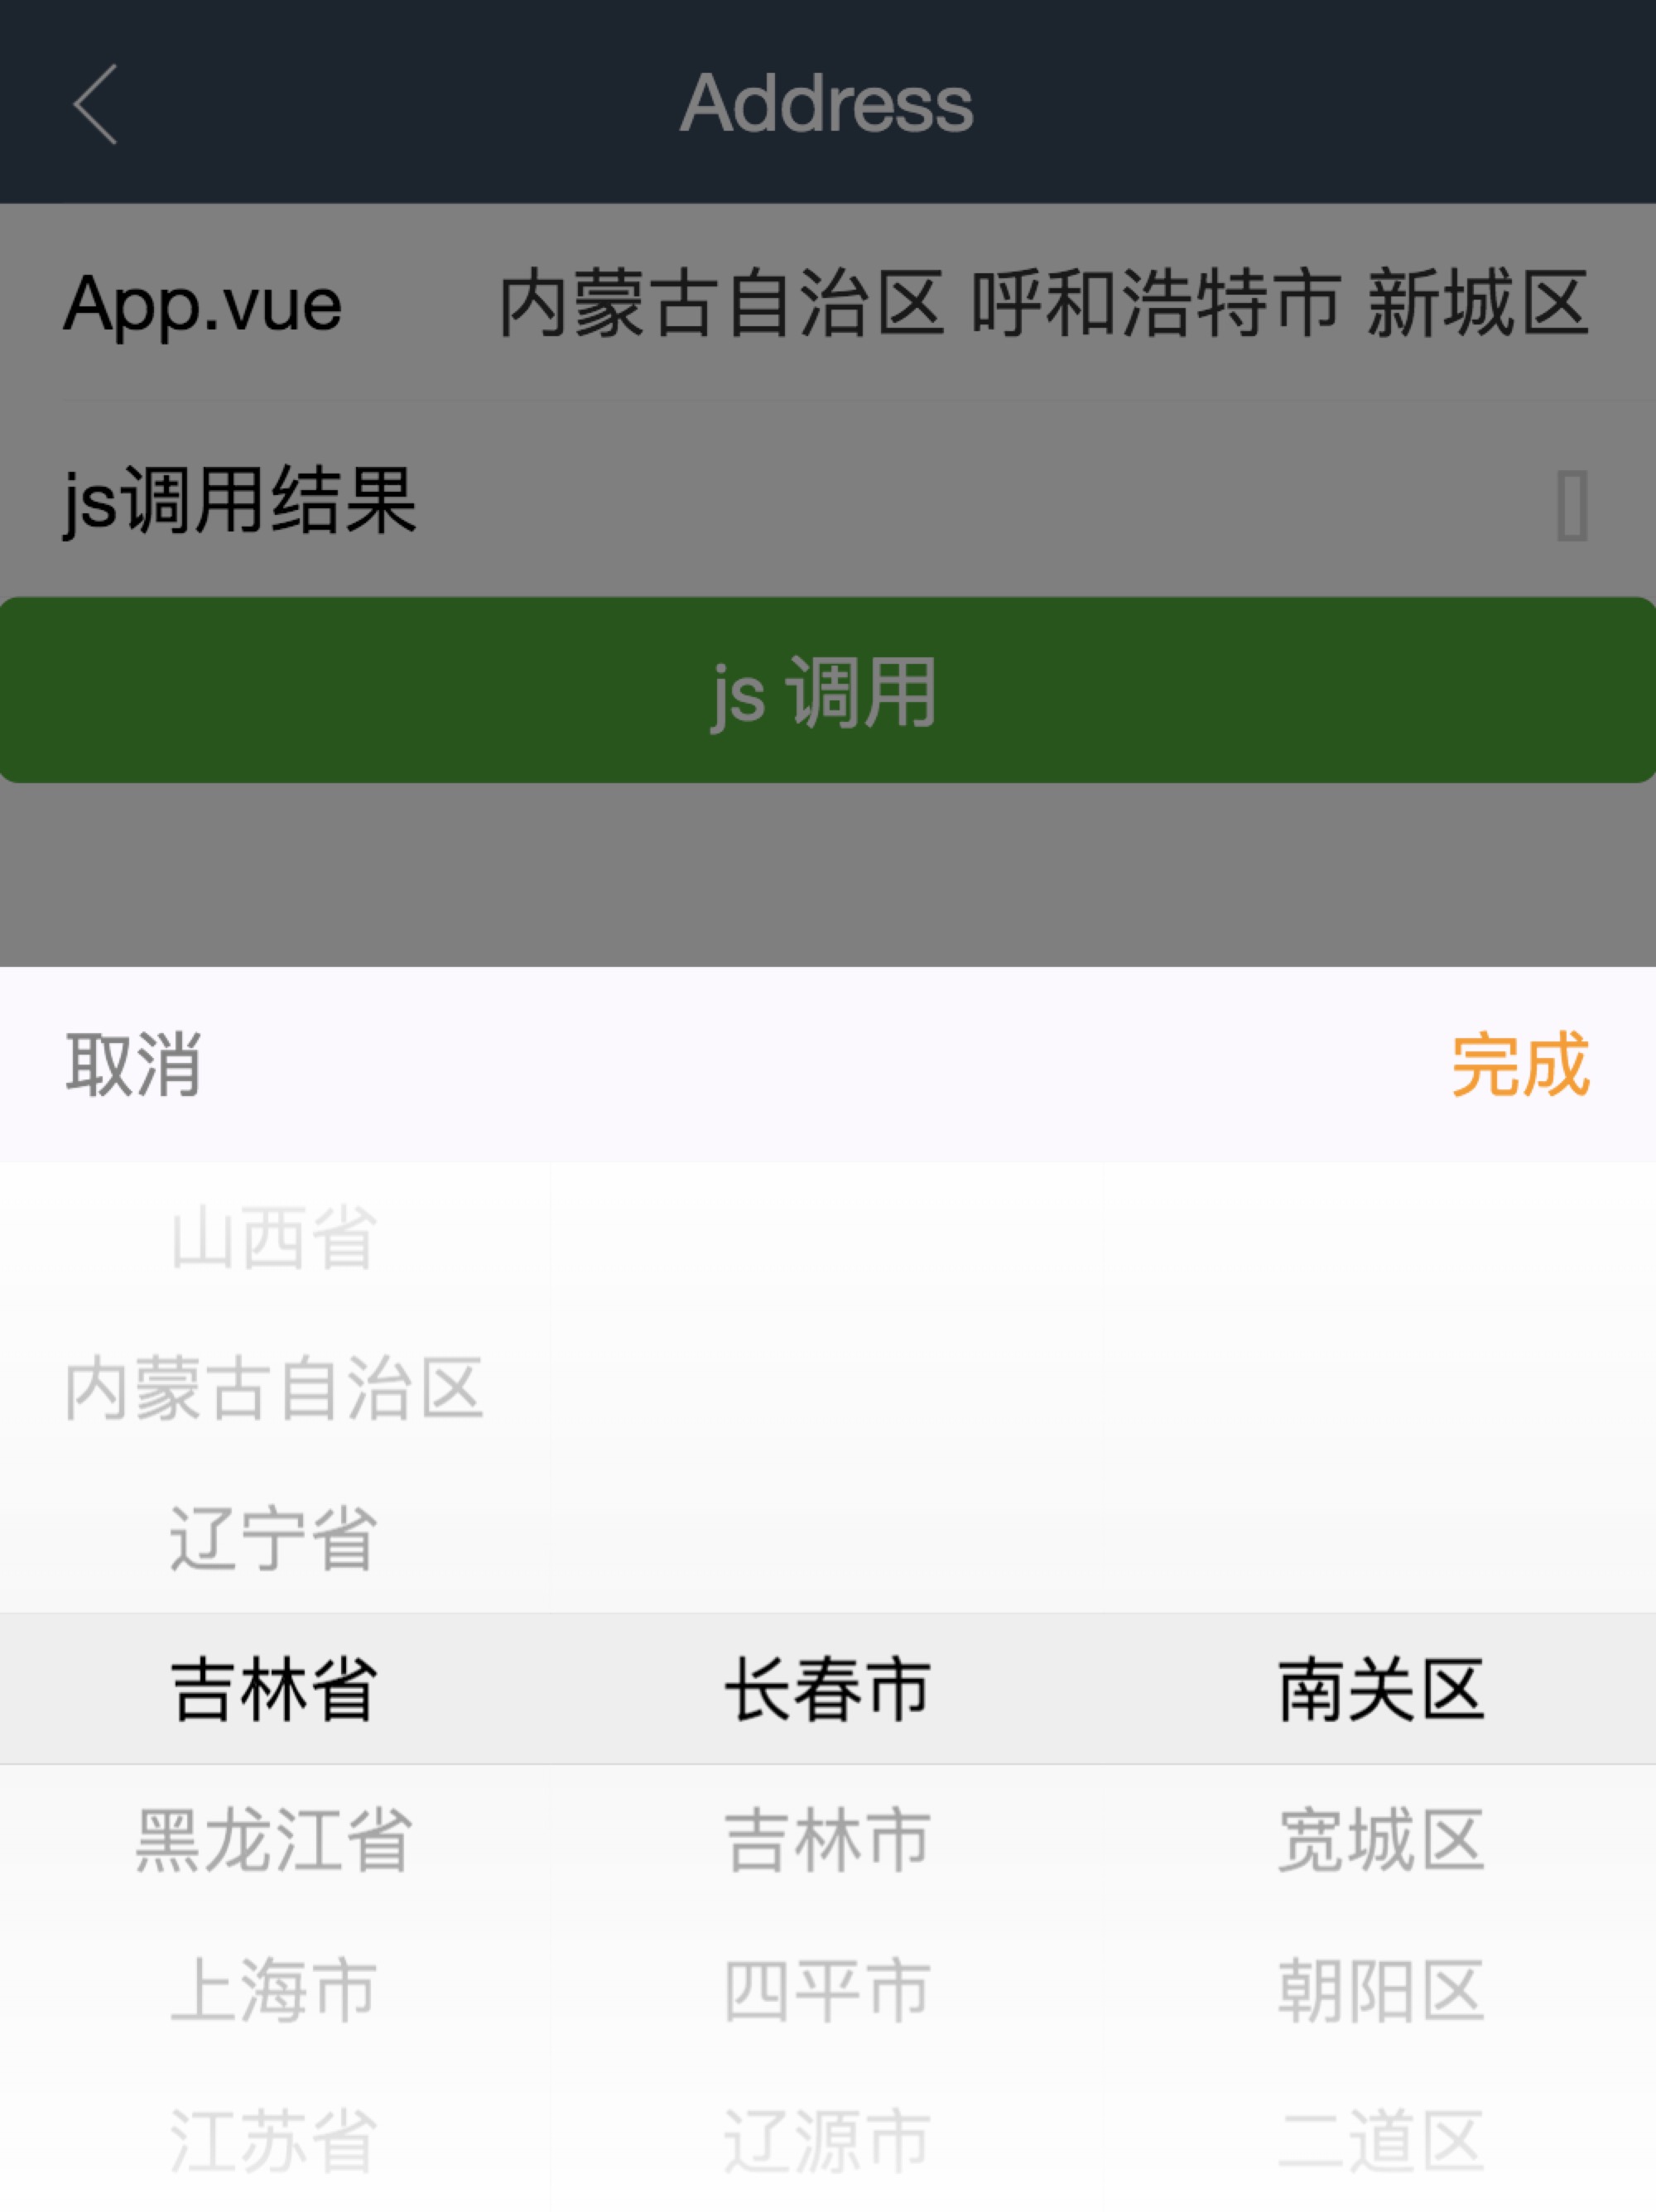 Address
App.vue 内蒙古自治区 呼和浩特市 新城区
js调用结果
js 调用
取消 完成
山西省
内蒙古自治区
辽宁省
吉林省 长春市 南关区
黑龙江省 吉林市 宽城区
上海市 四平市 朝阳区
江苏省 辽源市 二道区